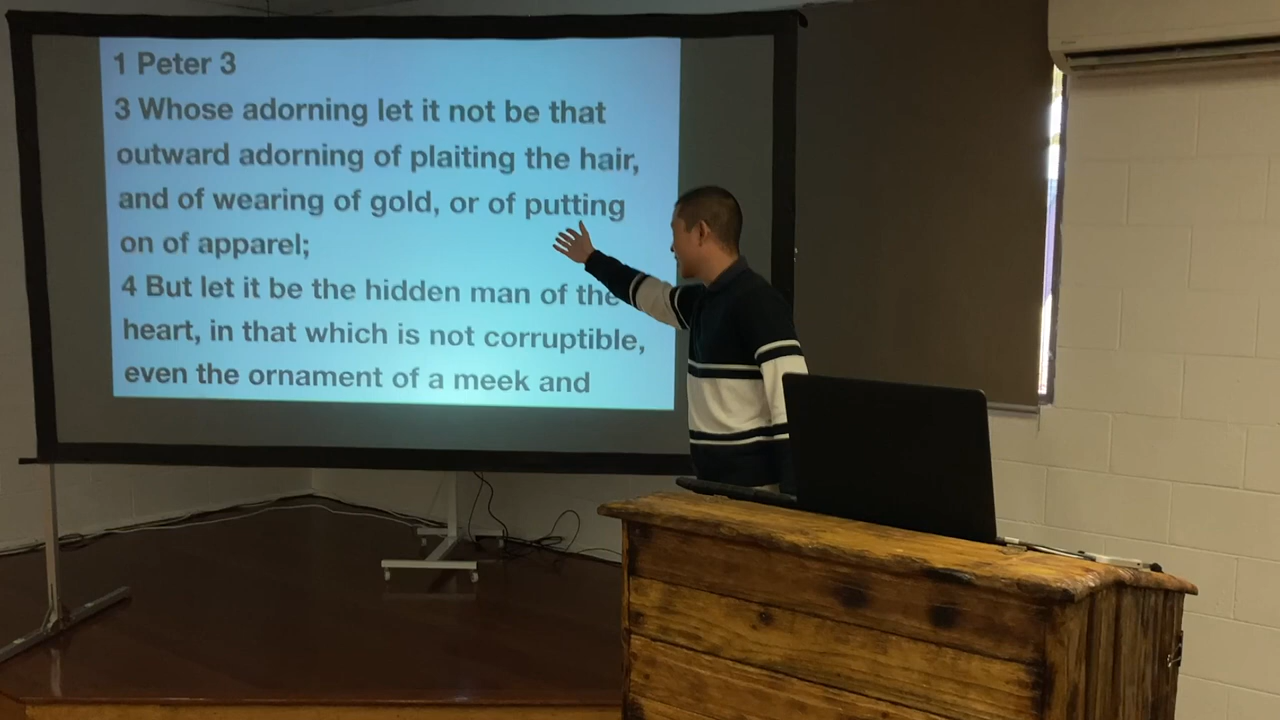 1 Peter 3
3 Whose adorning let it not be that
outward adorning of plaiting the hair,
and of wearing of gold, or of putting
on of apparel;
4 But let it be the hidden man of the
heart, in that which is not corruptible,
even the ornament of a meek and